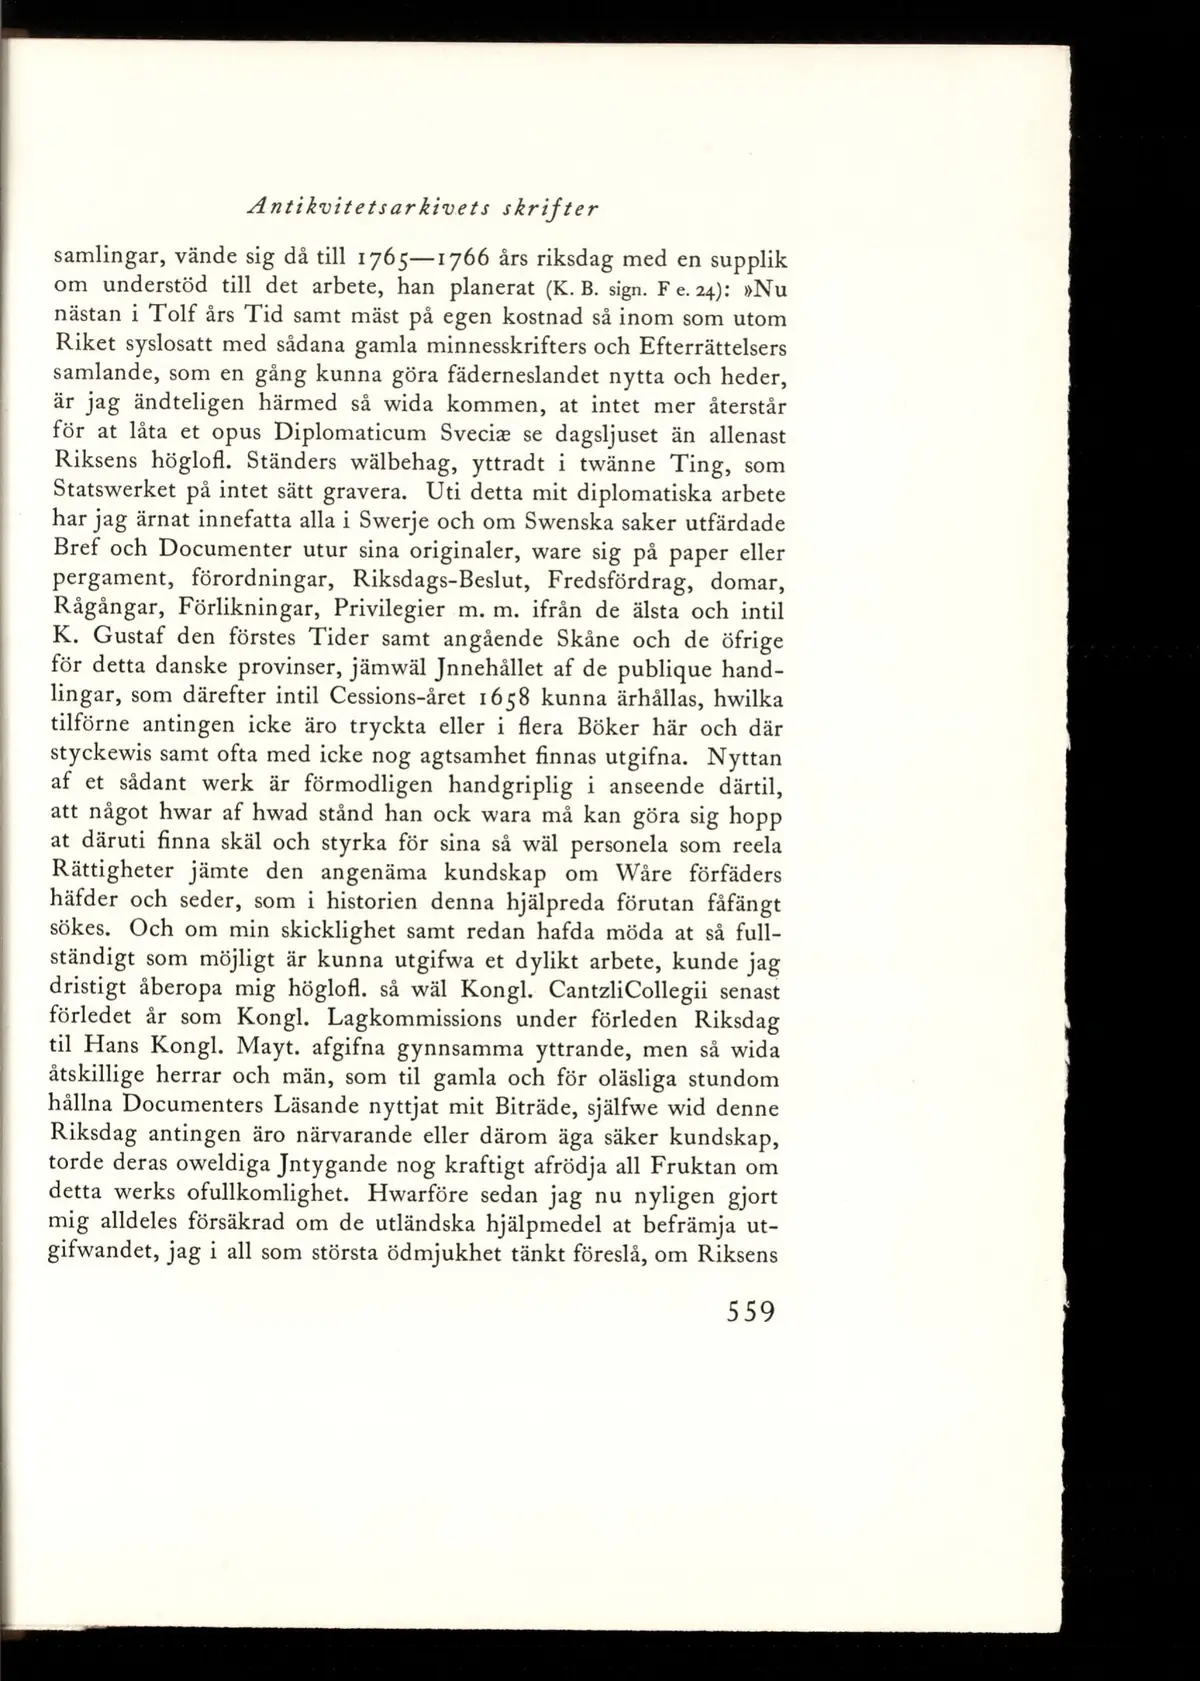 Antikvitetsarkivets skrifter
samlingar, vände sig då till 1765—1766 års riksdag med en supplik
om understöd till det arbete, han planerat (K. B. sign. F e. 24): »Nu
nästan i Tolf års Tid samt mäst på egen kostnad så inom som utom
Riket syslosatt med sådana gamla minnesskrifters och Efterrättelsers
samlande, som en gång kunna göra fäderneslandet nytta och heder,
är jag ändteligen härmed så wida kommen, at intet mer återstår
för at låta et opus Diplomaticum Sveciæ se dagsljuset än allenast
Riksens höglofl. Ständers wälbehag, yttradt i twänne Ting, som
Statswerket på intet sätt gravera. Uti detta mit diplomatiska arbete
har jag ärnat innefatta alla i Swerje och om Swenska saker utfärdade
Bref och Documenter utur sina originaler, ware sig på paper eller
pergament, förordningar, Riksdags-Beslut, Fredsfördrag, domar,
Rågångar, Förlikningar, Privilegier m. m. ifrån de älsta och intil
K. Gustaf den förstes Tider samt angående Skåne och de öfrige
för detta danske provinser, jämwäl Jnnehållet af de publique hand-
lingar, som därefter intil Cessions-året 1658 kunna ärhållas, hwilka
tilförne antingen icke äro tryckta eller i flera Böker här och där
styckewis samt ofta med icke nog agtsamhet finnas utgifna. Nyttan
af et sådant werk är förmodligen handgriplig i anseende därtil,
att något hwar af hwad stånd han ock wara må kan göra sig hopp
at däruti finna skäl och styrka för sina så wäl personela som reela
Rättigheter jämte den angenäma kundskap om Wåre förfäders
häfder och seder, som i historien denna hjälpreda förutan fåfängt
sökes. Och om min skicklighet samt redan hafda möda at så full-
ständigt som möjligt är kunna utgifwa et dylikt arbete, kunde jag
dristigt åberopa mig höglofl. så wäl Kongl. CantzliCollegii senast
förledet år som Kongl. Lagkommissions under förleden Riksdag
til Hans Kongl. Mayt. afgifna gynnsamma yttrande, men så wida
åtskillige herrar och män, som til gamla och för oläsliga stundom
hållna Documenters Läsande nyttjat mit Biträde, själfwe wid denne
Riksdag antingen äro närvarande eller därom äga säker kundskap,
torde deras oweldiga Jntygande nog kraftigt afrödja all Fruktan om
detta werks ofullkomlighet. Hwarföre sedan jag nu nyligen gjort
mig alldeles försäkrad om de utländska hjälpmedel at befrämja ut-
gifwandet, jag i all som största ödmjukhet tänkt föreslå, om Riksens
559